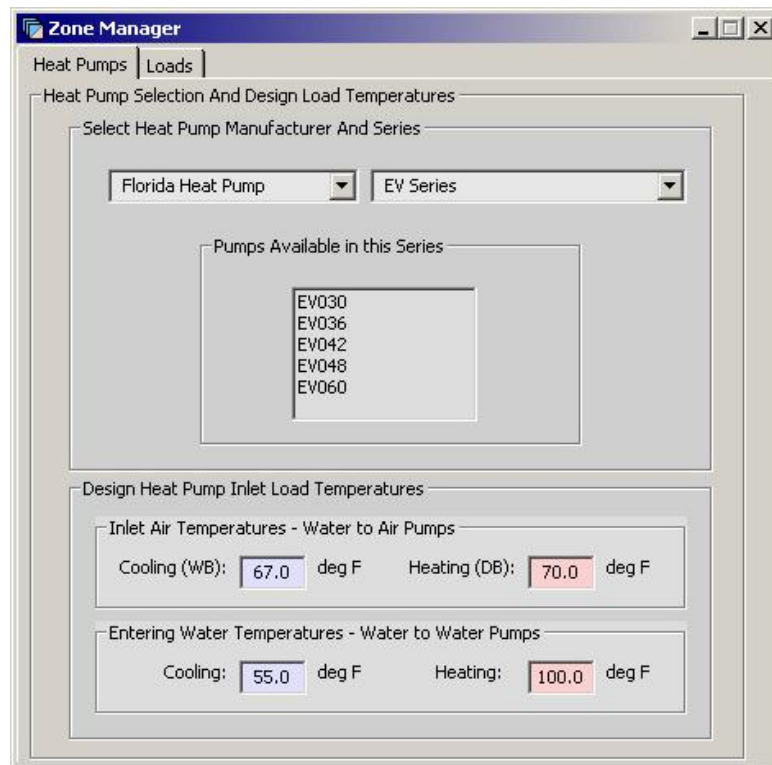 Zone Manager
Heat Pumps Loads
Heat Pump Selection And Design Load Temperatures
Select Heat Pump Manufacturer And Series
Florida Heat Pump EV Series
Pumps Available in this Series
EV030
EV036
EV042
EV048
EV060
Design Heat Pump Inlet Load Temperatures
Inlet Air Temperatures - Water to Air Pumps
Cooling (WB): 67.0 deg F Heating (DB): 70.0 deg F
Entering Water Temperatures - Water to Water Pumps
Cooling: 55.0 deg F Heating: 100.0 deg F